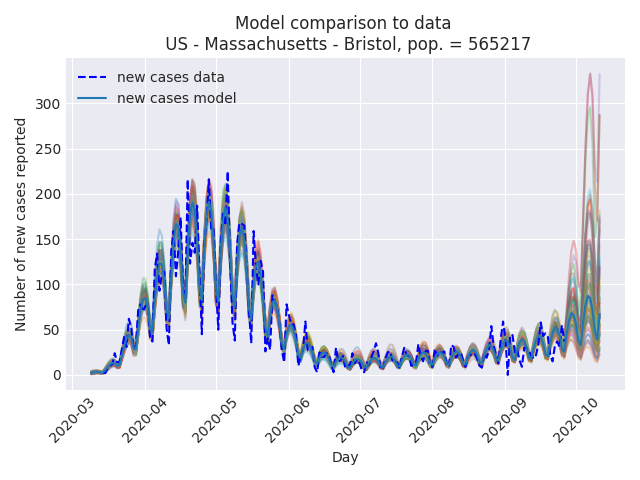 Model comparison to data
US - Massachusetts - Bristol, pop. = 565217
new cases data
new cases model
Number of new cases reported
300
250
200
150
100
50
0
2020-03
2020-04
2020-05
2020-06
2020-07
2020-08
2020-09
2020-10
Day